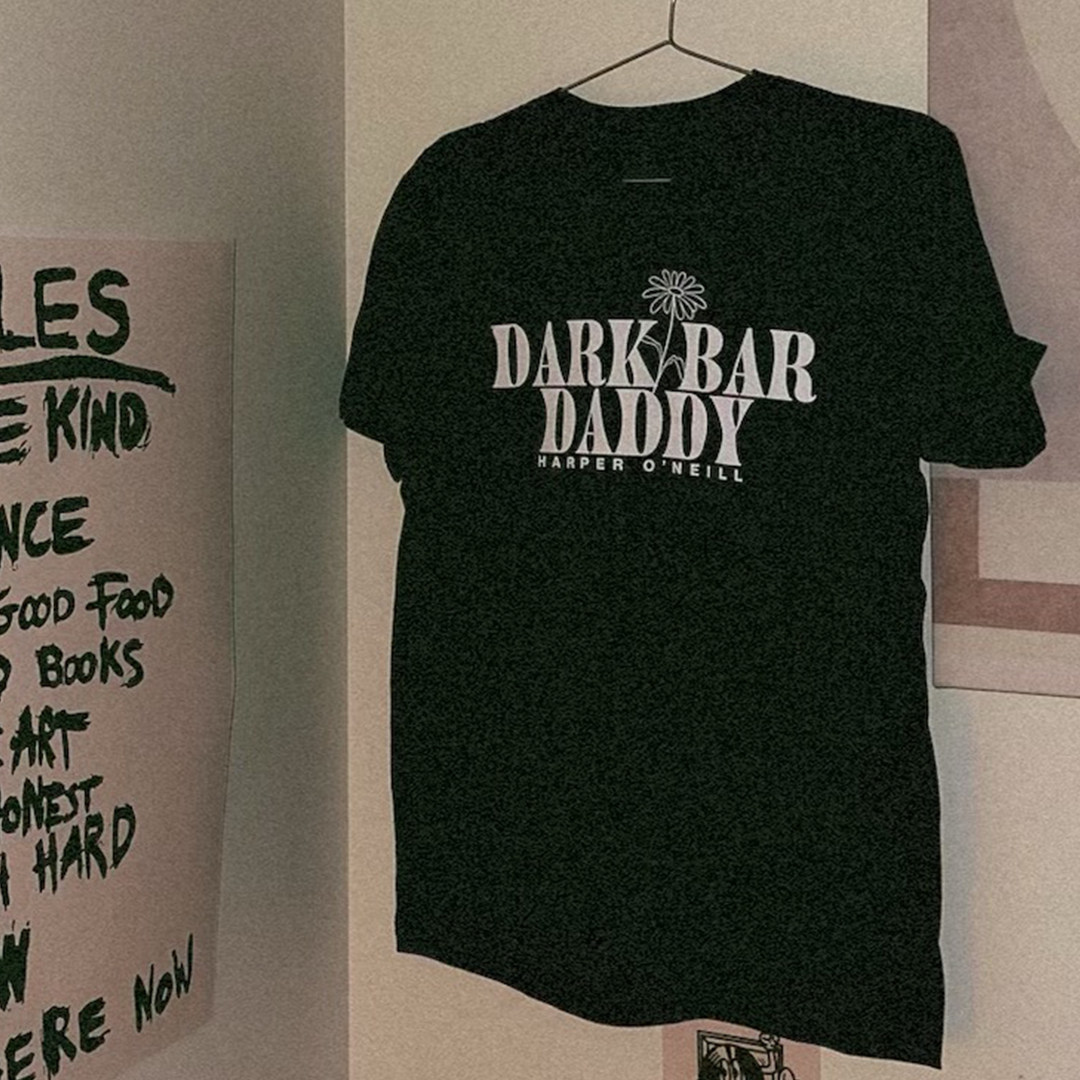 LES
E KIND
NCE
GOOD FOOD
BOOKS
ART
ONEST
HARD
W
ERE NOW
DARK BAR
DADDY
HARPER O'NEILL